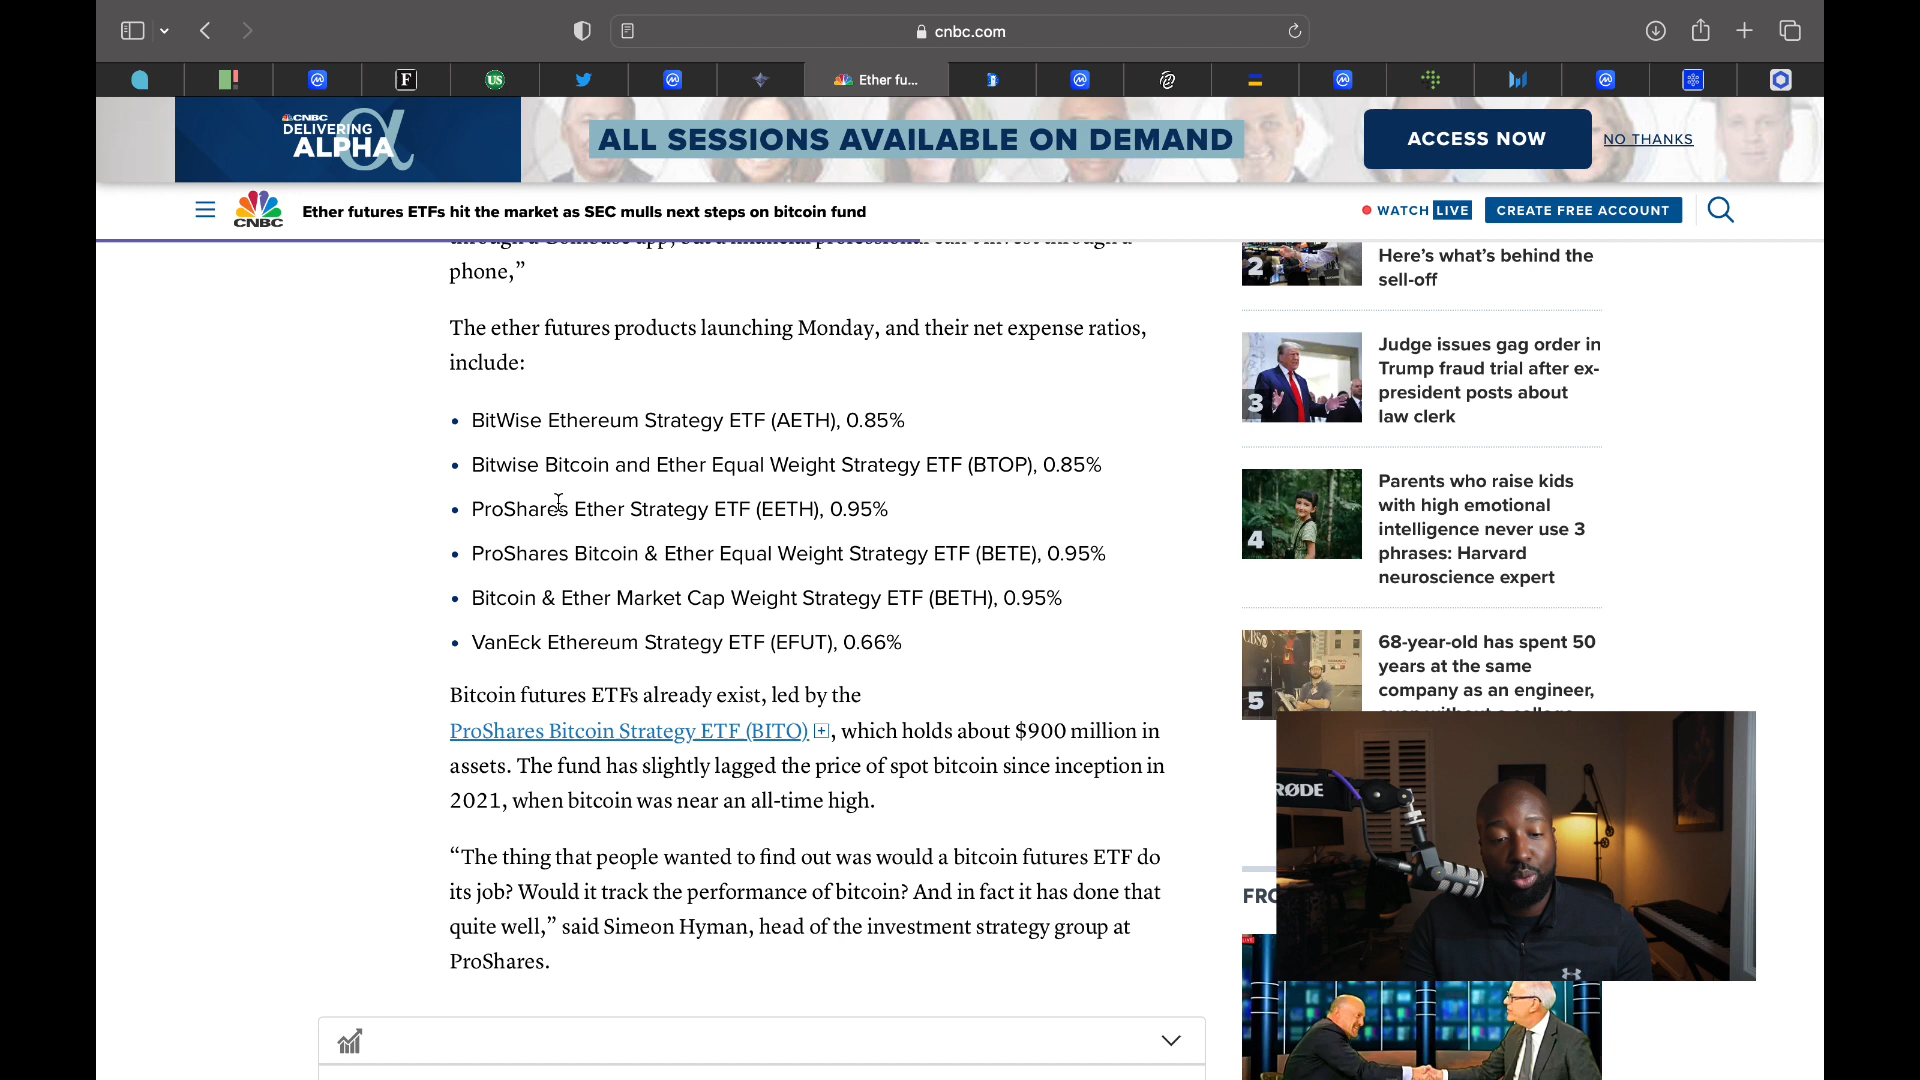 cnbc.com
F
US
Ether fu...
CNBC
DELIVERING
ALPHA
ALL SESSIONS AVAILABLE ON DEMAND
ACCESS NOW
NO THANKS
CNBC
Ether futures ETFs hit the market as SEC mulls next steps on bitcoin fund
WATCH LIVE
CREATE FREE ACCOUNT
phone,”
The ether futures products launching Monday, and their net expense ratios,
include:
• BitWise Ethereum Strategy ETF (AETH), 0.85%
• Bitwise Bitcoin and Ether Equal Weight Strategy ETF (BTOP), 0.85%
• ProShares Ether Strategy ETF (EETH), 0.95%
• ProShares Bitcoin & Ether Equal Weight Strategy ETF (BETE), 0.95%
• Bitcoin & Ether Market Cap Weight Strategy ETF (BETH), 0.95%
• VanEck Ethereum Strategy ETF (EFUT), 0.66%
Bitcoin futures ETFs already exist, led by the
ProShares Bitcoin Strategy ETF (BITO), which holds about $900 million in
assets. The fund has slightly lagged the price of spot bitcoin since inception in
2021, when bitcoin was near an all-time high.
“The thing that people wanted to find out was would a bitcoin futures ETF do
its job? Would it track the performance of bitcoin? And in fact it has done that
quite well,” said Simeon Hyman, head of the investment strategy group at
ProShares.
2
Here’s what’s behind the
sell-off
3
Judge issues gag order in
Trump fraud trial after ex-
president posts about
law clerk
4
Parents who raise kids
with high emotional
intelligence never use 3
phrases: Harvard
neuroscience expert
5
68-year-old has spent 50
years at the same
company as an engineer,
RØDE